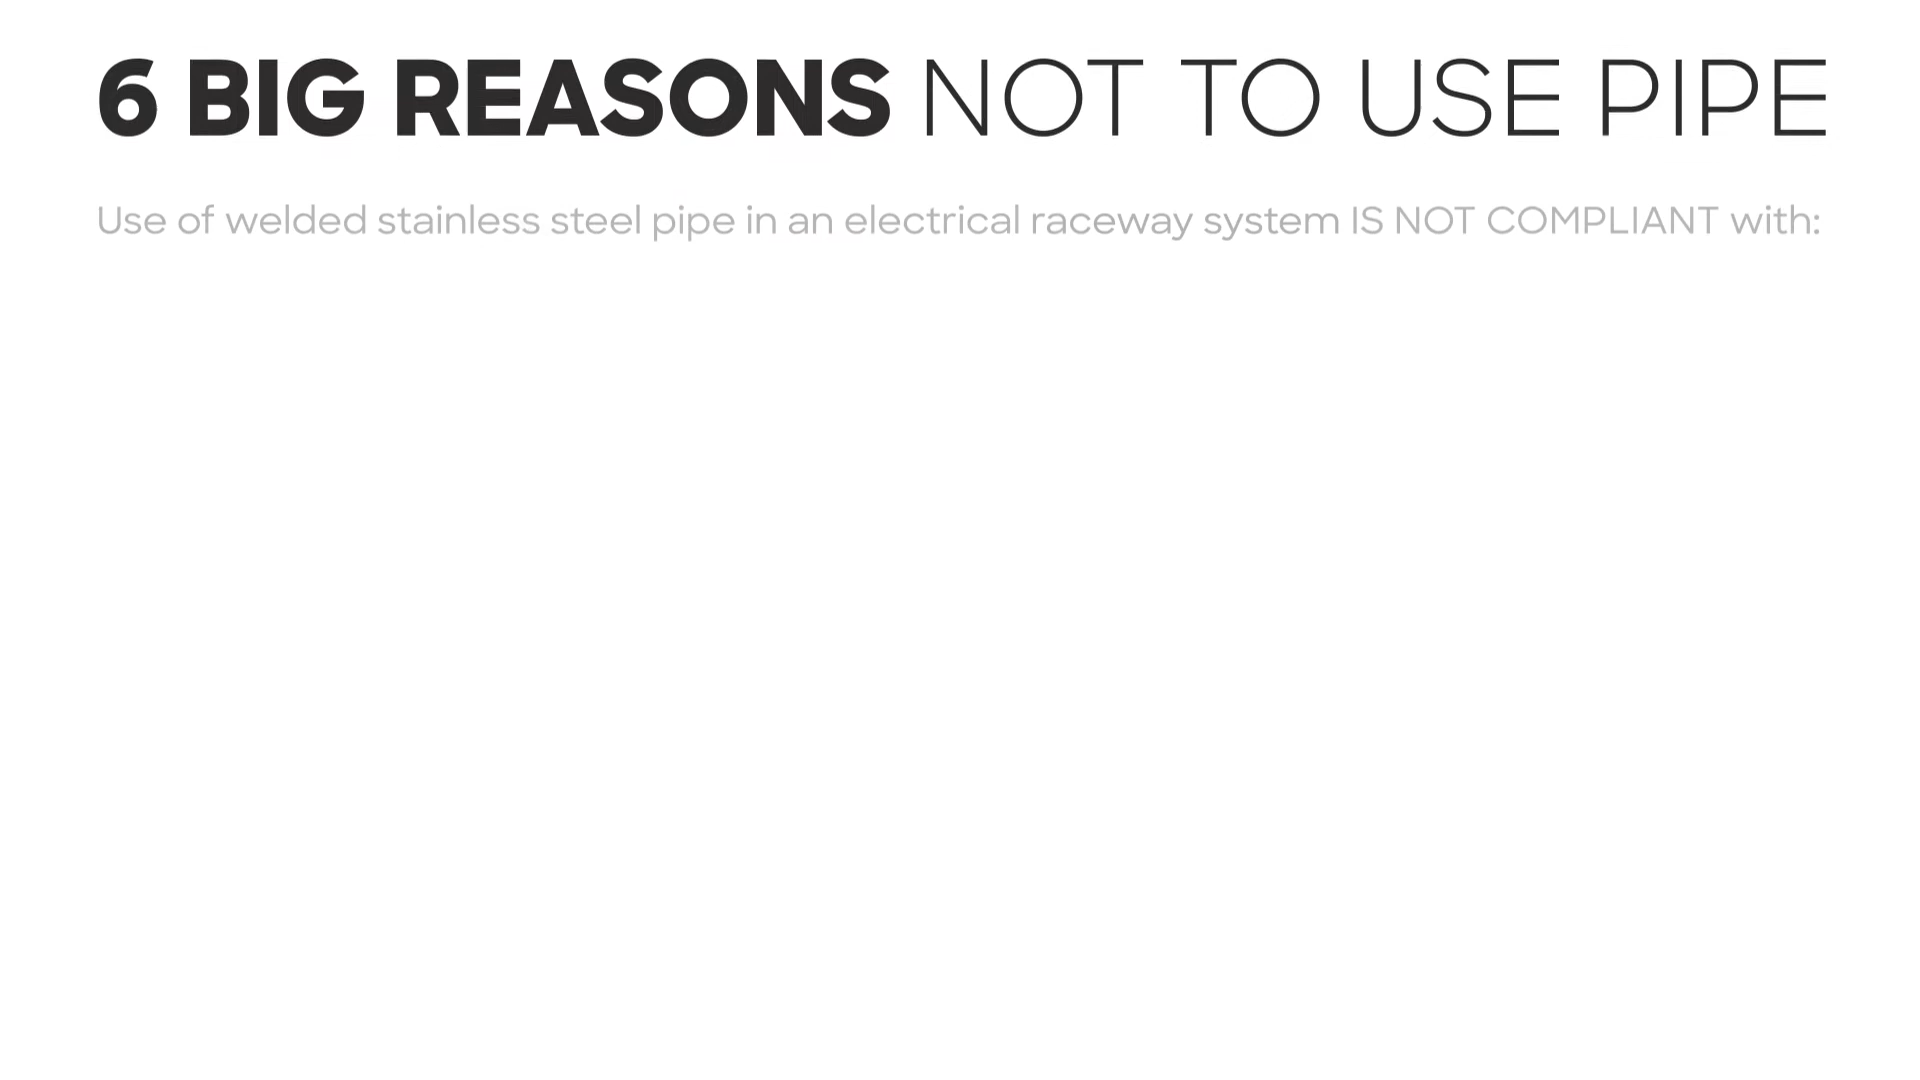 6 BIG REASONS NOT TO USE PIPE
Use of welded stainless steel pipe in an electrical raceway system IS NOT COMPLIANT with: